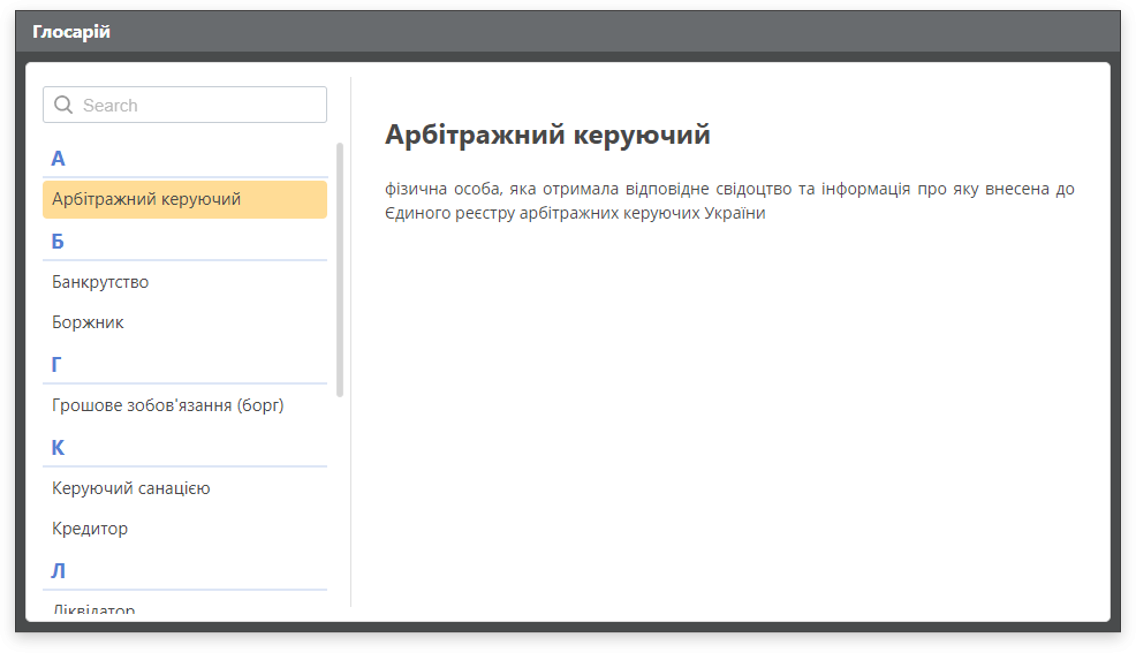 Глосарій
Search
А
Арбітражний керуючий
Б
Банкрутство
Боржник
Г
Грошове зобов'язання (борг)
К
Керуючий санацією
Кредитор
Л
Ліквідатор
Арбітражний керуючий
фізична особа, яка отримала відповідне свідоцтво та інформація про яку внесена до
Єдиного реєстру арбітражних керуючих України